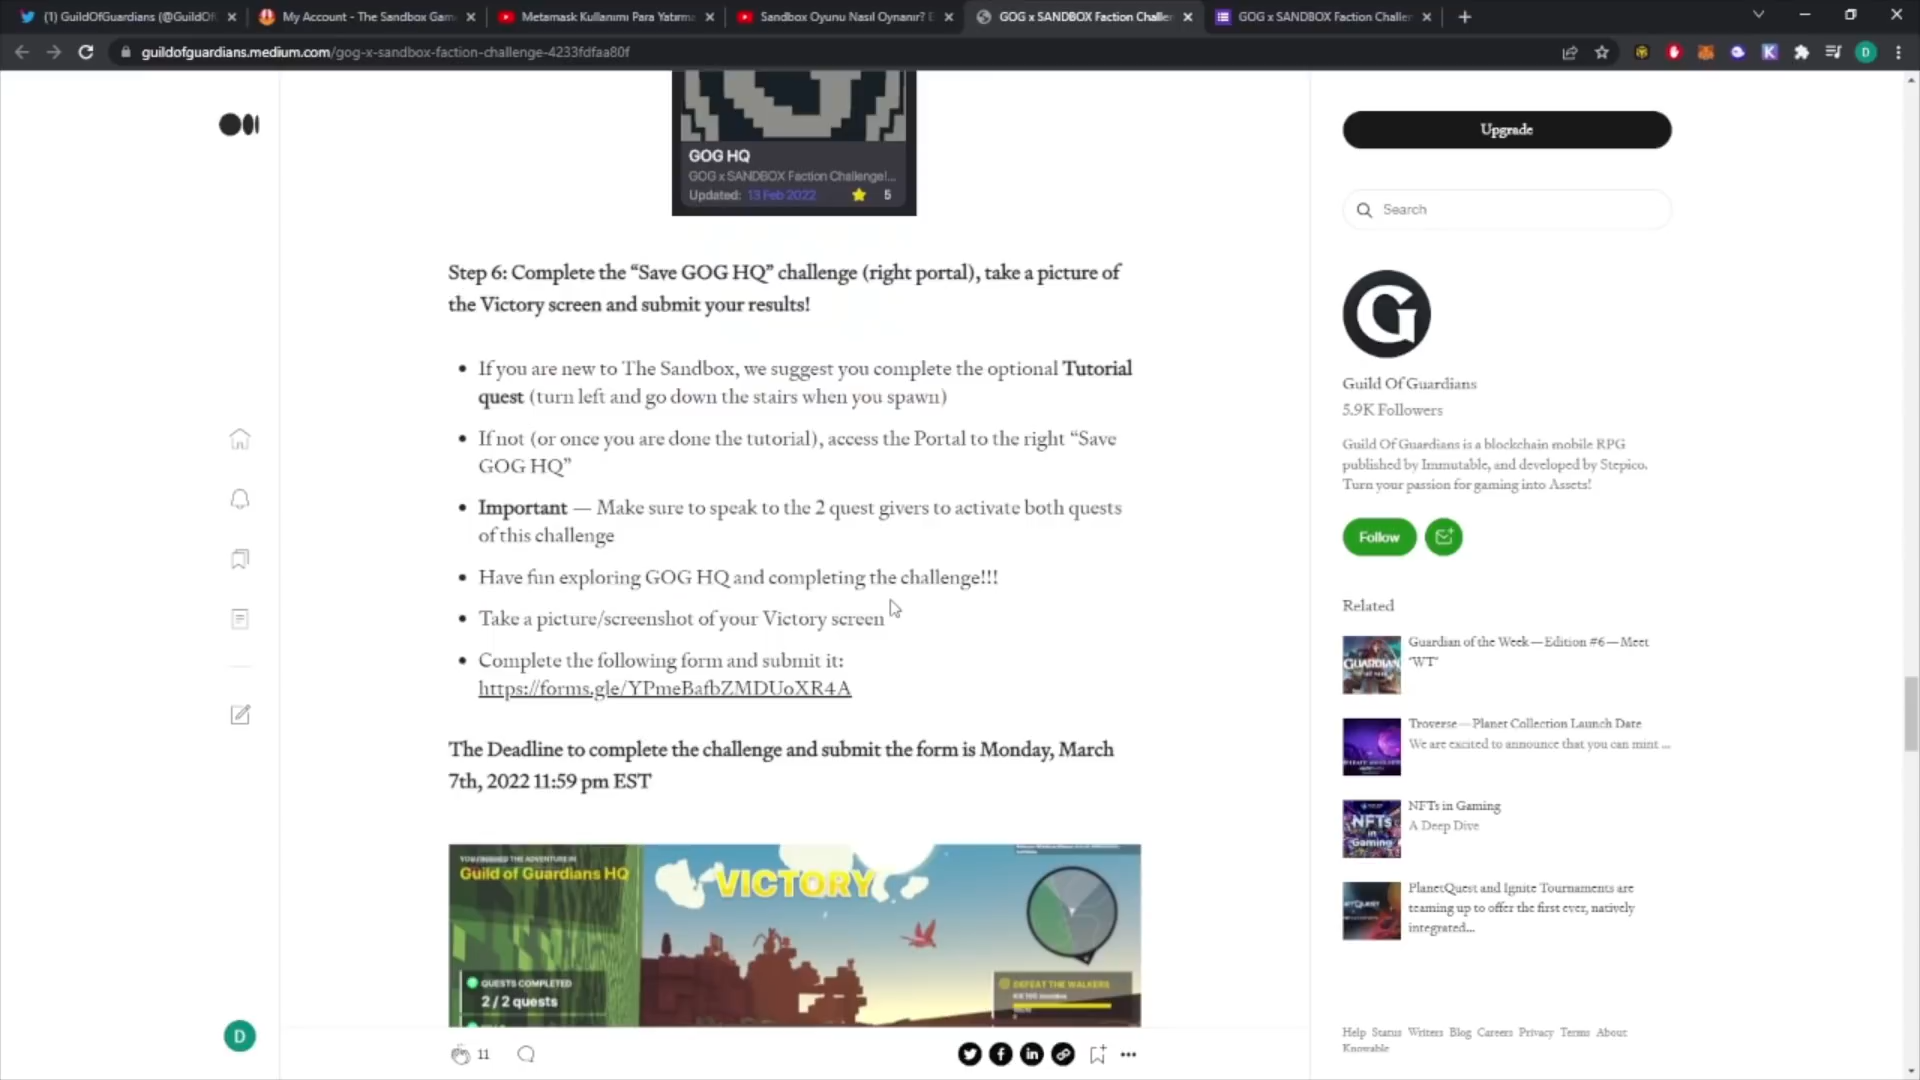 (1) GuildOfGuardians (@GuildOf
My Account - The Sandbox Gam
Metamask Kullanımı Para Yatırma
Sandbox Oyunu Nasıl Oynanır?
GOG x SANDBOX Faction Challen
GOG x SANDBOX Faction Challen
guildofguardians.medium.com/gog-x-sandbox-faction-challenge-4233fdfaa80f
GOG HQ
GOG x SANDBOX Faction Challenge!...
Updated: 13 Feb 2022 5
Step 6: Complete the “Save GOG HQ” challenge (right portal), take a picture of
the Victory screen and submit your results!
• If you are new to The Sandbox, we suggest you complete the optional Tutorial
quest (turn left and go down the stairs when you spawn)
• If not (or once you are done the tutorial), access the Portal to the right “Save
GOG HQ”
• Important — Make sure to speak to the 2 quest givers to activate both quests
of this challenge
• Have fun exploring GOG HQ and completing the challenge!!!
• Take a picture/screenshot of your Victory screen
• Complete the following form and submit it:
https://forms.gle/YPmeBafbZMDUoXR4A
The Deadline to complete the challenge and submit the form is Monday, March
7th, 2022 11:59 pm EST
YOU FINISHED THE ADVENTURE IN
Guild of Guardians HQ
VICTORY
QUESTS COMPLETED
2 / 2 quests
DEFEAT THE WALKERS
11
D
Upgrade
Search
Guild Of Guardians
5.9K Followers
Guild Of Guardians is a blockchain mobile RPG
published by Immutable, and developed by Stepico.
Turn your passion for gaming into Assets!
Follow
Related
Guardian of the Week — Edition #6 — Meet
‘WT’
GUARDIAN
Troverse — Planet Collection Launch Date
We are excited to announce that you can mint ...
NFTs in Gaming
A Deep Dive
NFTs
in
Gaming
PlanetQuest and Ignite Tournaments are
teaming up to offer the first ever, natively
integrated...
Help Status Writers Blog Careers Privacy Terms About
Knowable